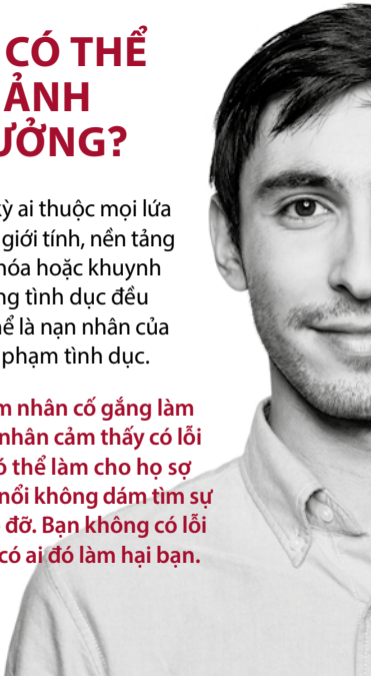 CÓ THỂ
ẢNH
ƯỞNG?
kỳ ai thuộc mọi lứa
giới tính, nền tảng
hóa hoặc khuynh
ng tình dục đều
hể là nạn nhân của
phạm tình dục.
m nhân cố gắng làm
nhân cảm thấy có lỗi
ó thể làm cho họ sợ
nổi không dám tìm sự
đỡ. Bạn không có lỗi
có ai đó làm hại bạn.